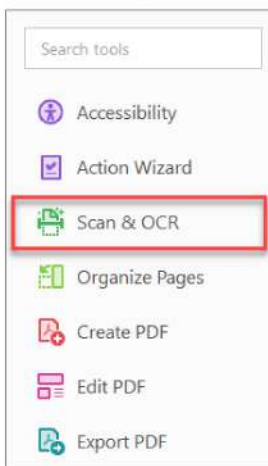 Search tools
Accessibility
Action Wizard
Scan & OCR
Organize Pages
Create PDF
Edit PDF
Export PDF